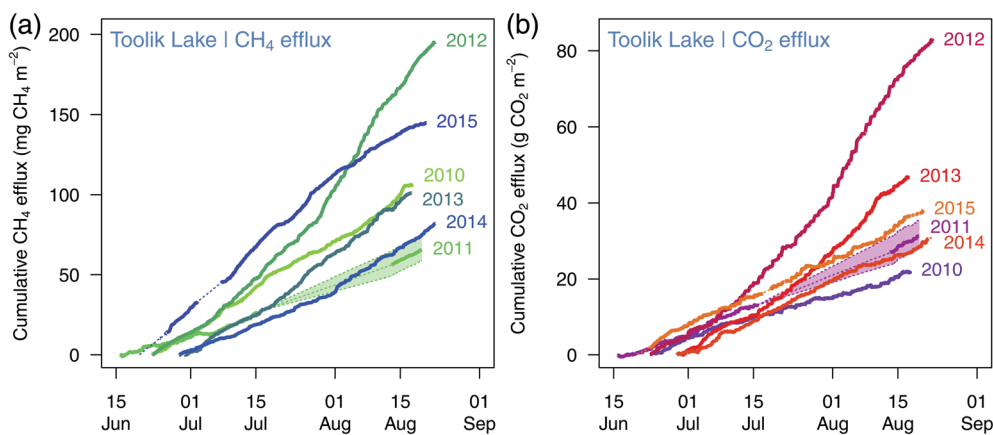 (a)
Toolik Lake | CH4 efflux
Cumulative CH4 efflux (mg CH4 m−2)
200
150
100
50
0
2012
2015
2010
2013
2014
2011
15 01 15 01 15 01
Jun Jul Jul Aug Aug Sep
(b)
Toolik Lake | CO2 efflux
Cumulative CO2 efflux (g CO2 m−2)
80
60
40
20
0
2012
2013
2015
2011
2014
2010
15 01 15 01 15 01
Jun Jul Jul Aug Aug Sep